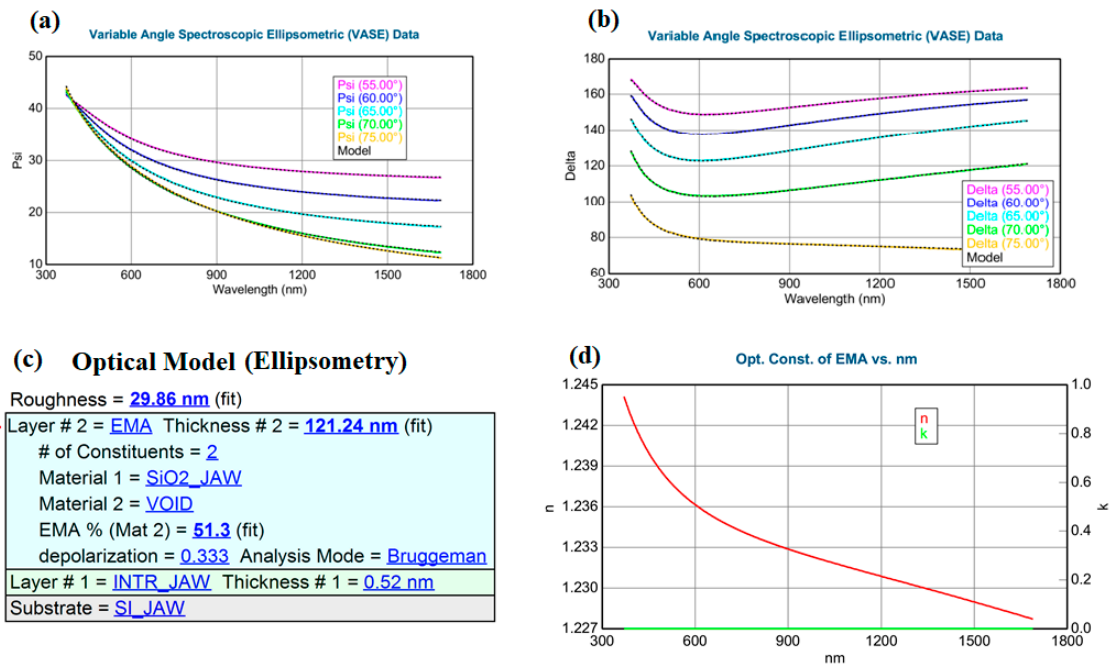 (a)
Variable Angle Spectroscopic Ellipsometric (VASE) Data
50
40
30
20
10
Psi
Psi (55.00°)
Psi (60.00°)
Psi (65.00°)
Psi (70.00°)
Psi (75.00°)
Model
300
600
900
1200
1500
1800
Wavelength (nm)
(b)
Variable Angle Spectroscopic Ellipsometric (VASE) Data
180
160
140
120
100
80
60
Delta
Delta (55.00°)
Delta (60.00°)
Delta (65.00°)
Delta (70.00°)
Delta (75.00°)
Model
300
600
900
1200
1500
1800
Wavelength (nm)
(c) Optical Model (Ellipsometry)
Roughness = 29.86 nm (fit)
Layer # 2 = EMA Thickness # 2 = 121.24 nm (fit)
# of Constituents = 2
Material 1 = SiO2_JAW
Material 2 = VOID
EMA % (Mat 2) = 51.3 (fit)
depolarization = 0.333 Analysis Mode = Bruggeman
Layer # 1 = INTR_JAW Thickness # 1 = 0.52 nm
Substrate = SI_JAW
(d)
Opt. Const. of EMA vs. nm
1.245
1.242
1.239
1.236
1.233
1.230
1.227
n
n
k
1.0
0.8
0.6
0.4
0.2
0.0
k
300
600
900
1200
1500
1800
nm